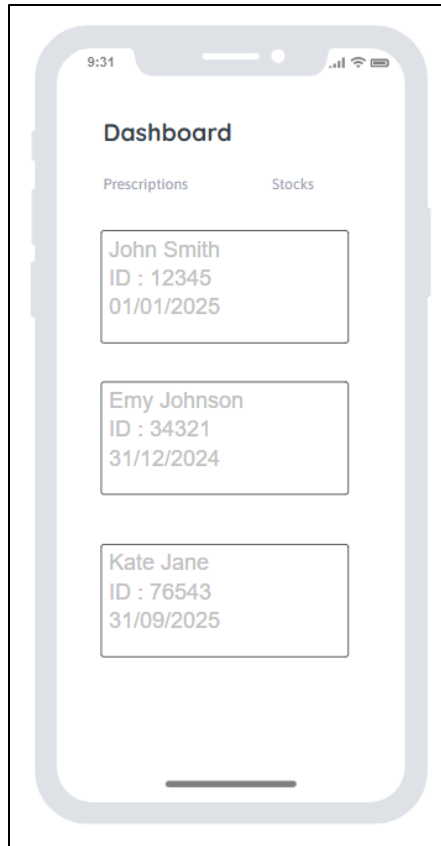 9:31
Dashboard
Prescriptions Stocks
John Smith
ID : 12345
01/01/2025
Emy Johnson
ID : 34321
31/12/2024
Kate Jane
ID : 76543
31/09/2025